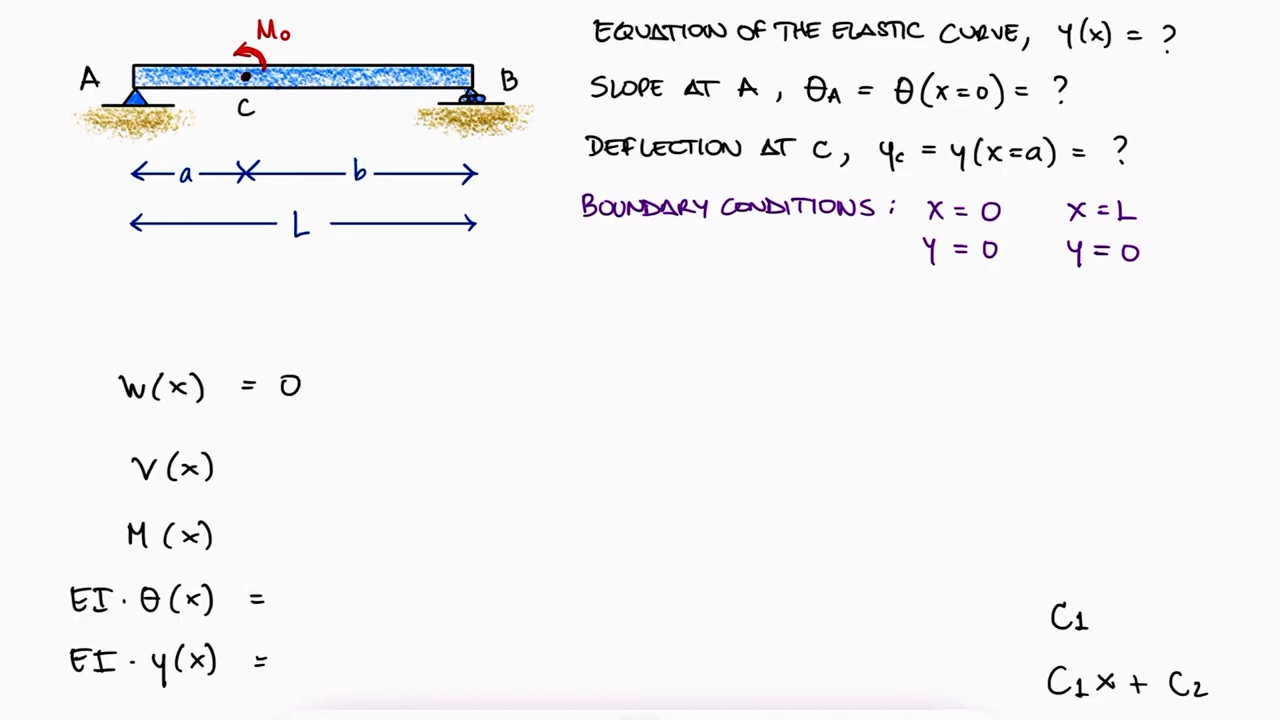 M₀
A
B
C
a
b
L
EQUATION OF THE ELASTIC CURVE, y(x) = ?
SLOPE AT A, θA = θ(x=0) = ?
DEFLECTION AT C, yc = y(x=a) = ?
BOUNDARY CONDITIONS: x = 0 x = L
y = 0 y = 0
w(x) = 0
V(x)
M(x)
EI · θ(x) = C₁
EI · y(x) = C₁x + C₂